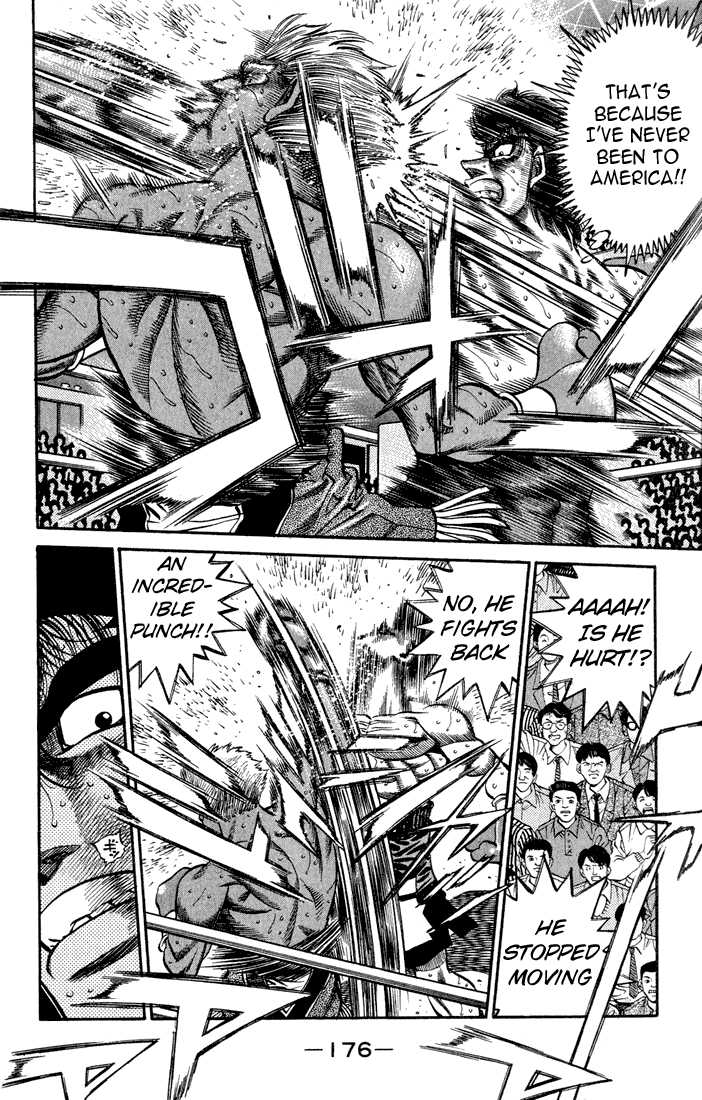 THAT'S
BECAUSE
I'VE NEVER
BEEN TO
AMERICA!!
AAAAH!
IS HE
HURT!?
HE
STOPPED
MOVING
NO, HE
FIGHTS
BACK
AN
INCRED-
IBLE
PUNCH!!
—176—